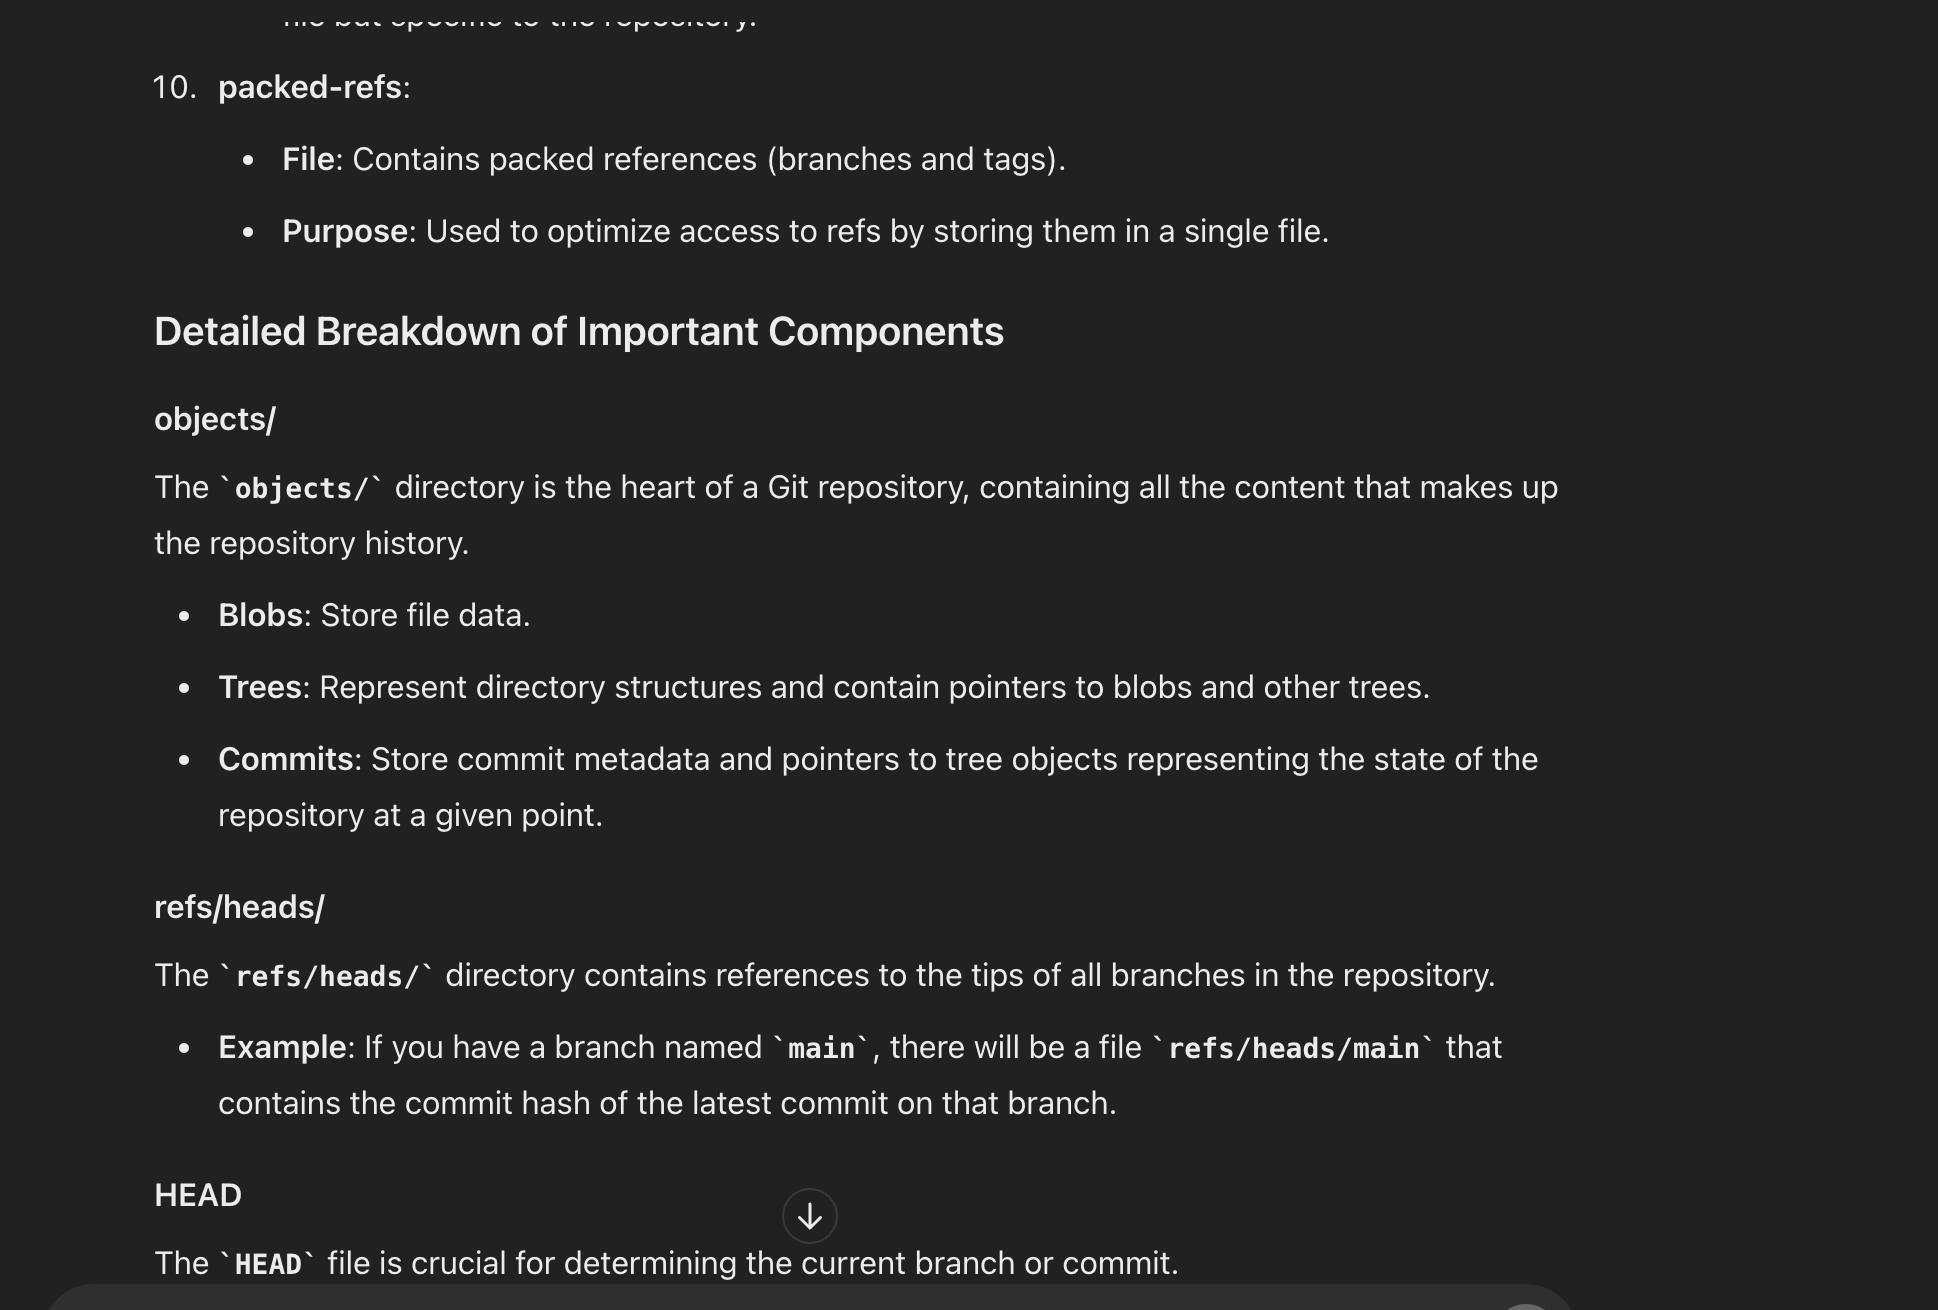 file but specific to the repository.
10. packed-refs:
• File: Contains packed references (branches and tags).
• Purpose: Used to optimize access to refs by storing them in a single file.
Detailed Breakdown of Important Components
objects/
The `objects/` directory is the heart of a Git repository, containing all the content that makes up
the repository history.
• Blobs: Store file data.
• Trees: Represent directory structures and contain pointers to blobs and other trees.
• Commits: Store commit metadata and pointers to tree objects representing the state of the
repository at a given point.
refs/heads/
The `refs/heads/` directory contains references to the tips of all branches in the repository.
• Example: If you have a branch named `main`, there will be a file `refs/heads/main` that
contains the commit hash of the latest commit on that branch.
HEAD
The `HEAD` file is crucial for determining the current branch or commit.